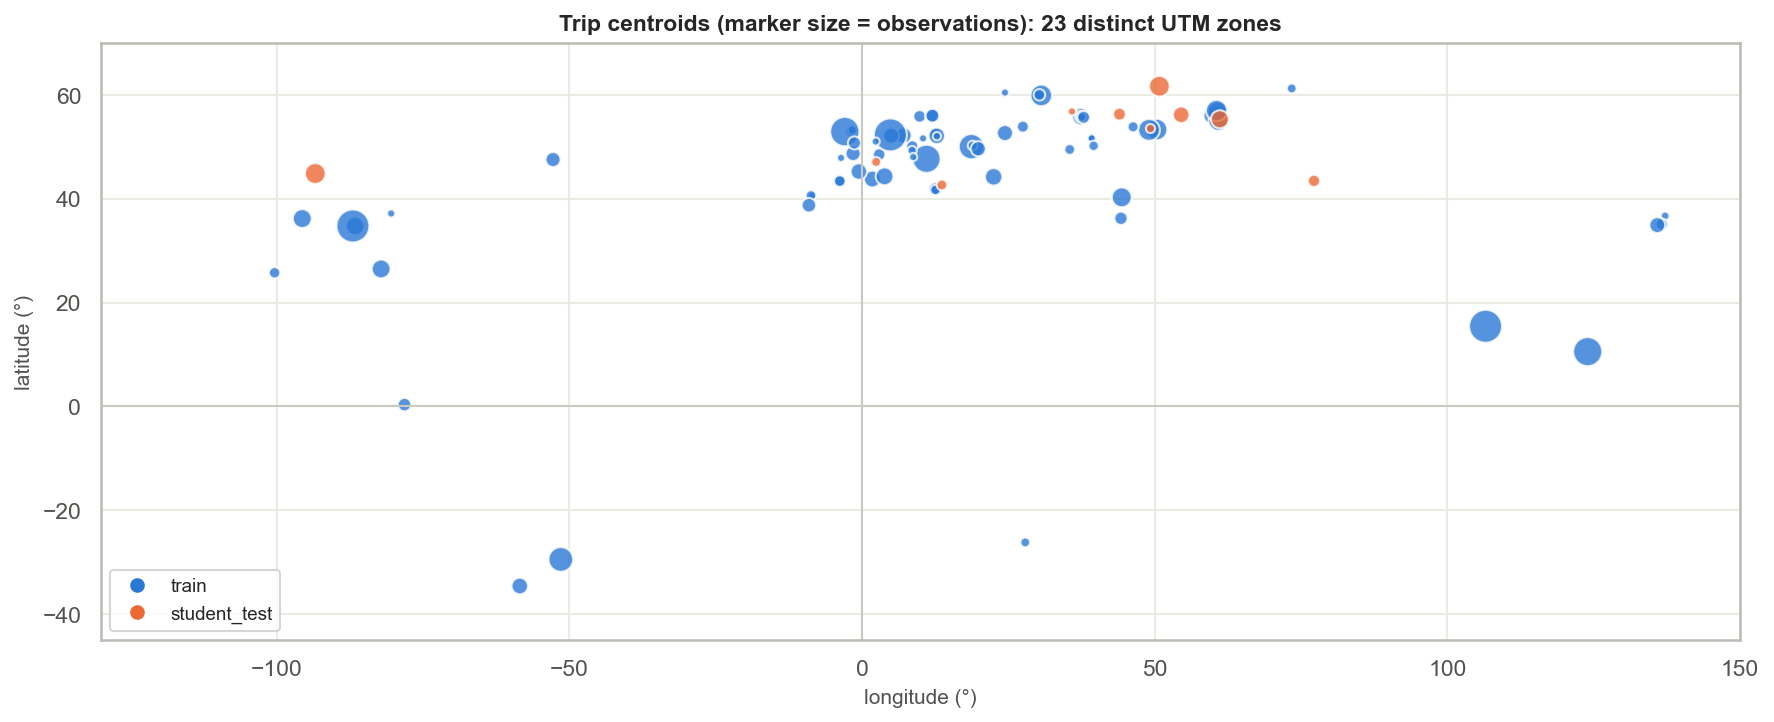 Trip centroids (marker size = observations): 23 distinct UTM zones
60
40
20
0
−20
−40
latitude (°)
train
student_test
−100
−50
0
50
100
150
longitude (°)